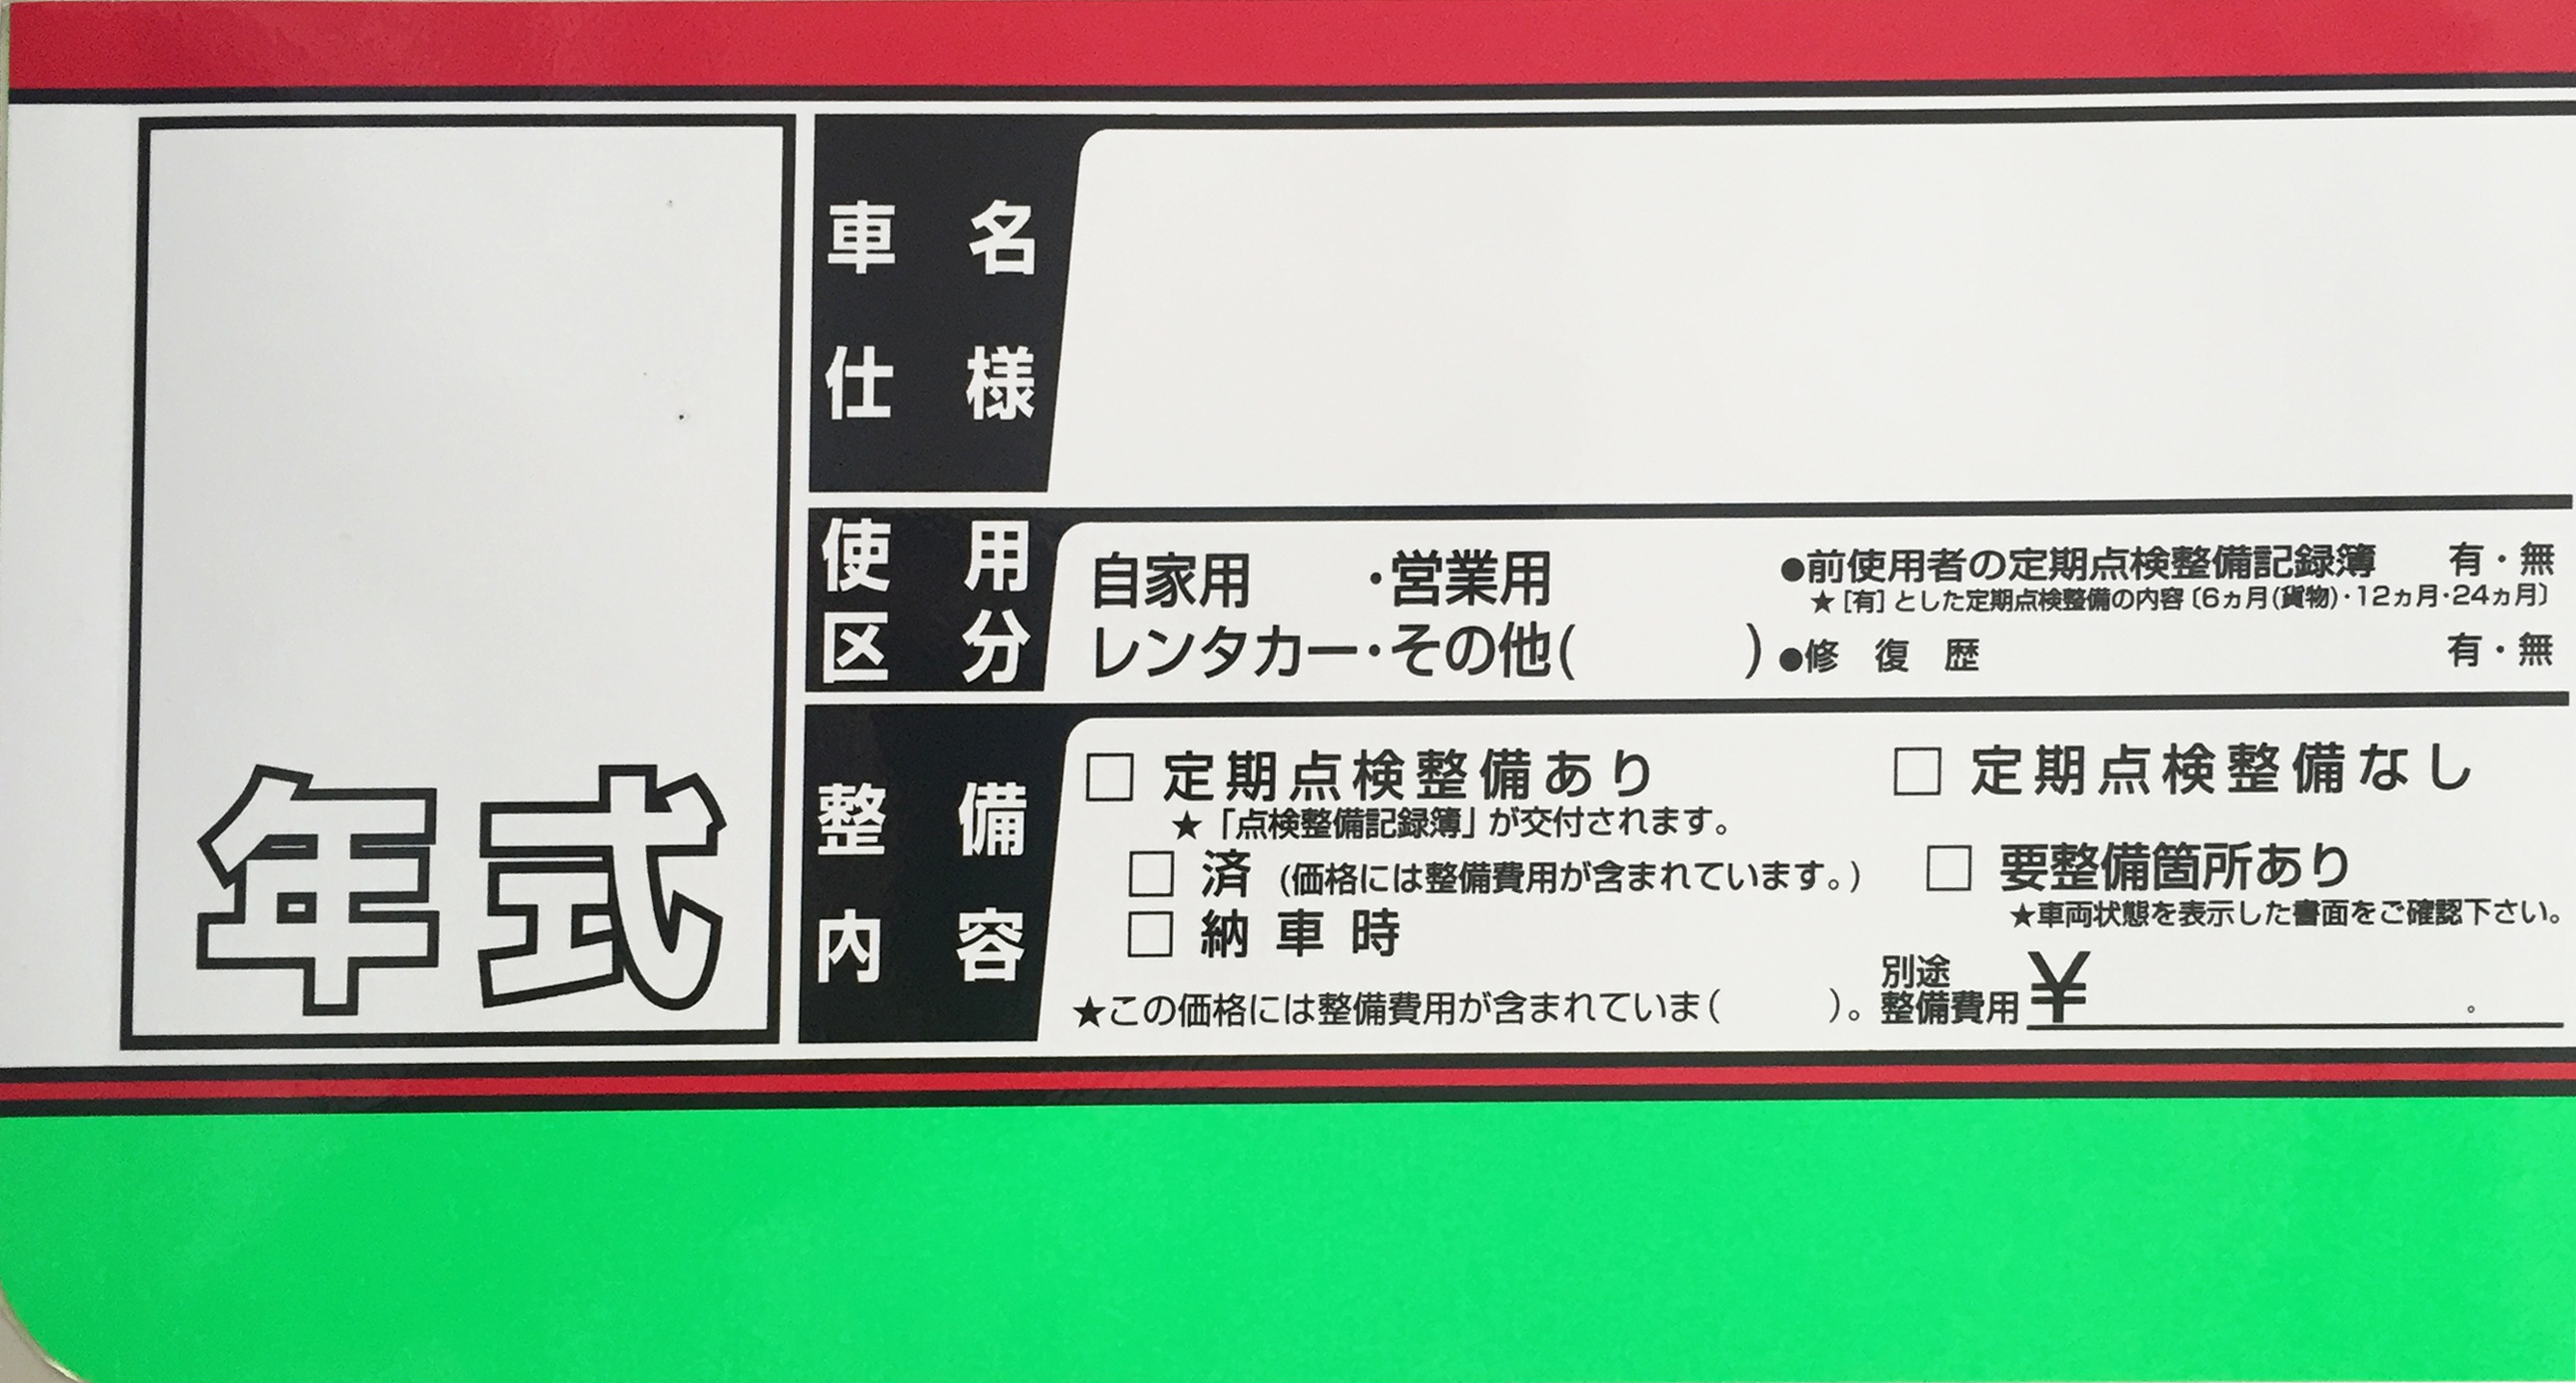 年式
車名
仕様
使用
区分
自家用 ・営業用
レンタカー・その他( )
●前使用者の定期点検整備記録簿 有・無
★[有]とした定期点検整備の内容〔6ヵ月(貨物)・12ヵ月・24ヵ月〕
●修復歴 有・無
整備
内容
□ 定期点検整備あり
★「点検整備記録簿」が交付されます。
□ 済 (価格には整備費用が含まれています。)
□ 納車時
★この価格には整備費用が含まれていま( )。
□ 定期点検整備なし
□ 要整備箇所あり
★車両状態を表示した書面をご確認下さい。
別途
整備費用 ¥ 。